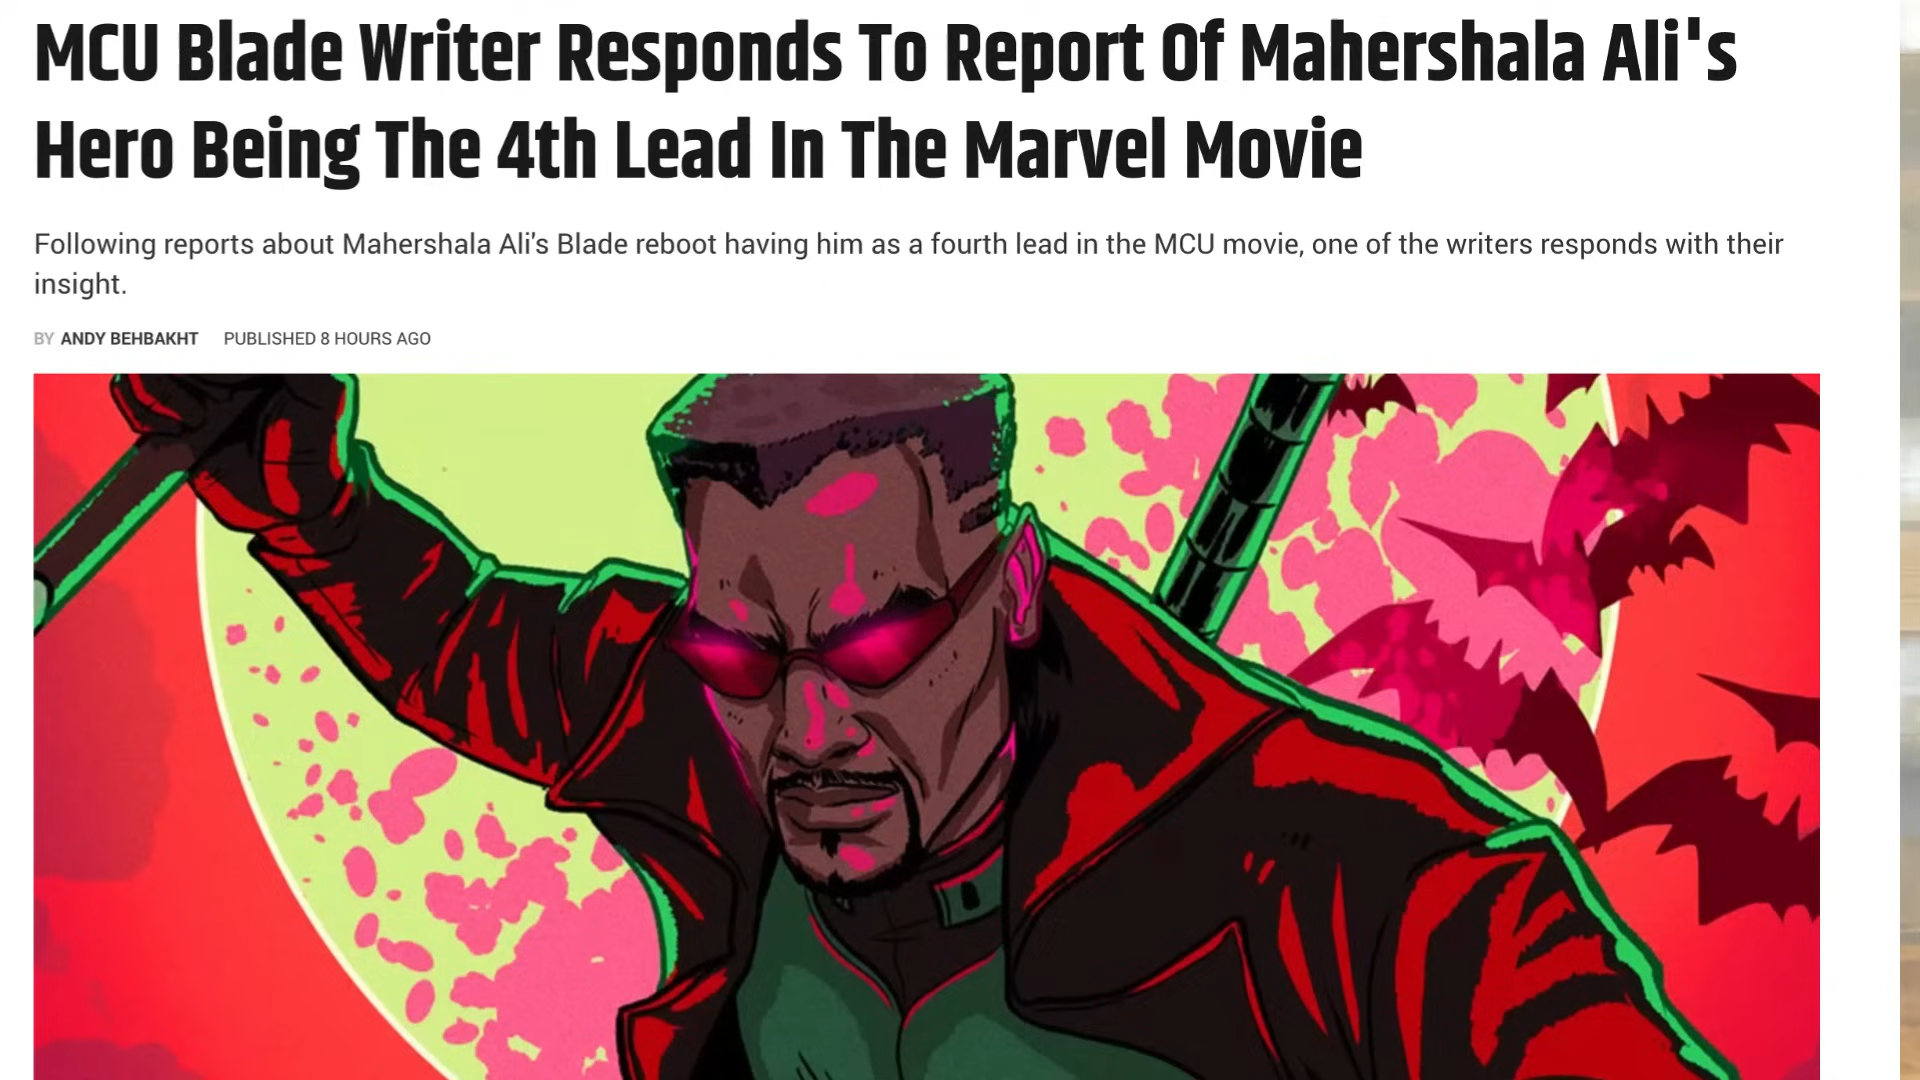 MCU Blade Writer Responds To Report Of Mahershala Ali's
Hero Being The 4th Lead In The Marvel Movie
Following reports about Mahershala Ali's Blade reboot having him as a fourth lead in the MCU movie, one of the writers responds with their
insight.
BY ANDY BEHBAKHT PUBLISHED 8 HOURS AGO